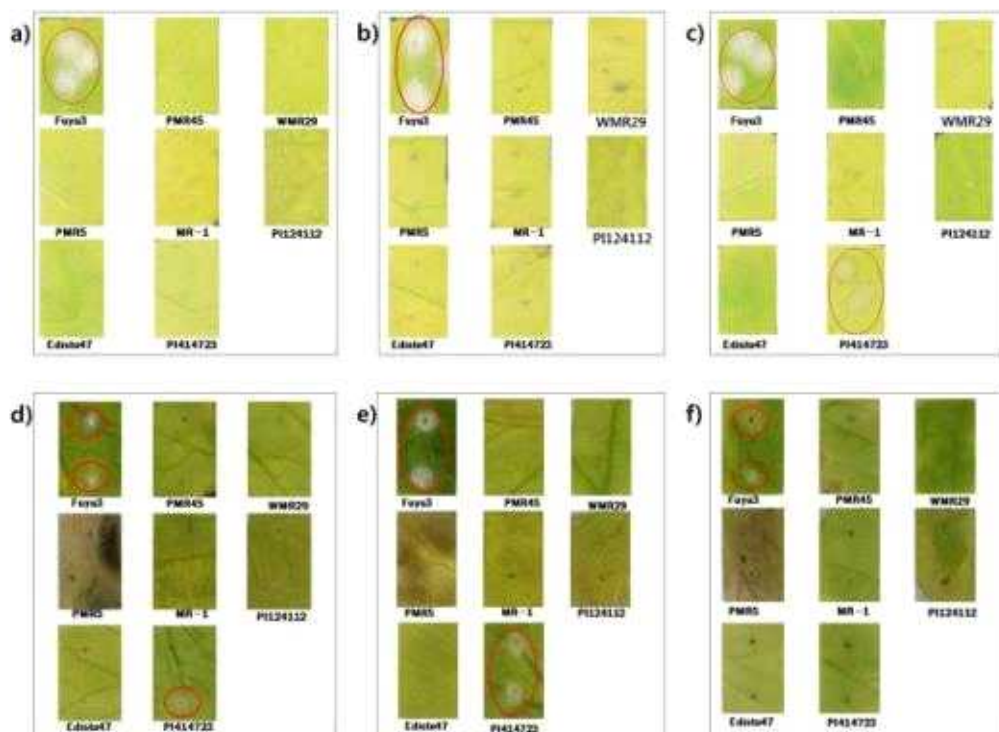 a)
Fuyu3 PMR45 WMR29
PMR5 MR-1 PI124112
Edisto47 PI414723
b)
Fuyu3 PMR45 WMR29
PMR5 MR-1 PI124112
Edisto47 PI414723
c)
Fuyu3 PMR45 WMR29
PMR5 MR-1 PI124112
Edisto47 PI414723
d)
Fuyu3 PMR45 WMR29
PMR5 MR-1 PI124112
Edisto47 PI414723
e)
Fuyu3 PMR45 WMR29
PMR5 MR-1 PI124112
Edisto47 PI414723
f)
Fuyu3 PMR45 WMR29
PMR5 MR-1 PI124112
Edisto47 PI414723